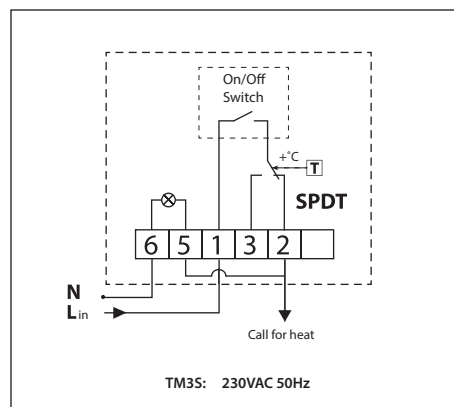 On/Off
Switch
+°C
T
SPDT
6 5 1 3 2
N
Lin
Call for heat
TM3S: 230VAC 50Hz